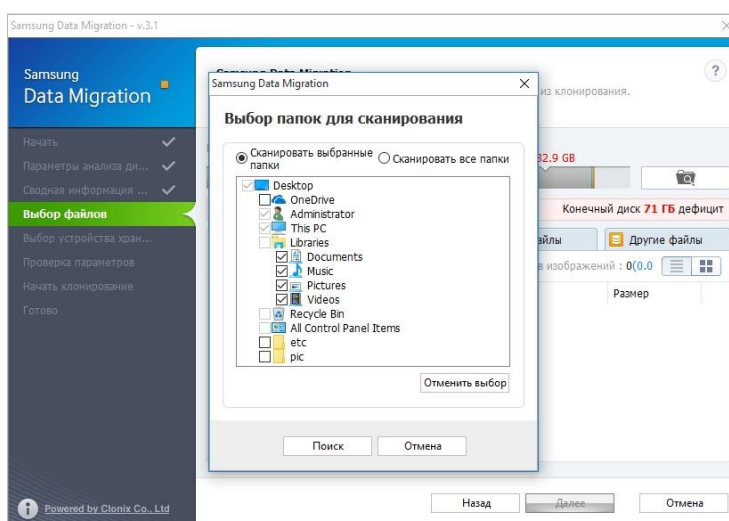 Samsung Data Migration - v.3.1
Samsung
Data Migration
Начать
Параметры анализа ди...
Сводная информация ...
Выбор файлов
Выбор устройства хран...
Проверка параметров
Начать клонирование
Готово
Powered by Clonix Co., Ltd
Samsung Data Migration
из клонирования.
32.9 GB
Конечный диск 71 ГБ дефицит
Другие файлы
изображений : 0(0.0
Размер
Назад
Далее
Отмена
Samsung Data Migration
Выбор папок для сканирования
Сканировать выбранные папки
Сканировать все папки
Desktop
OneDrive
Administrator
This PC
Libraries
Documents
Music
Pictures
Videos
Recycle Bin
All Control Panel Items
etc
pic
Отменить выбор
Поиск
Отмена